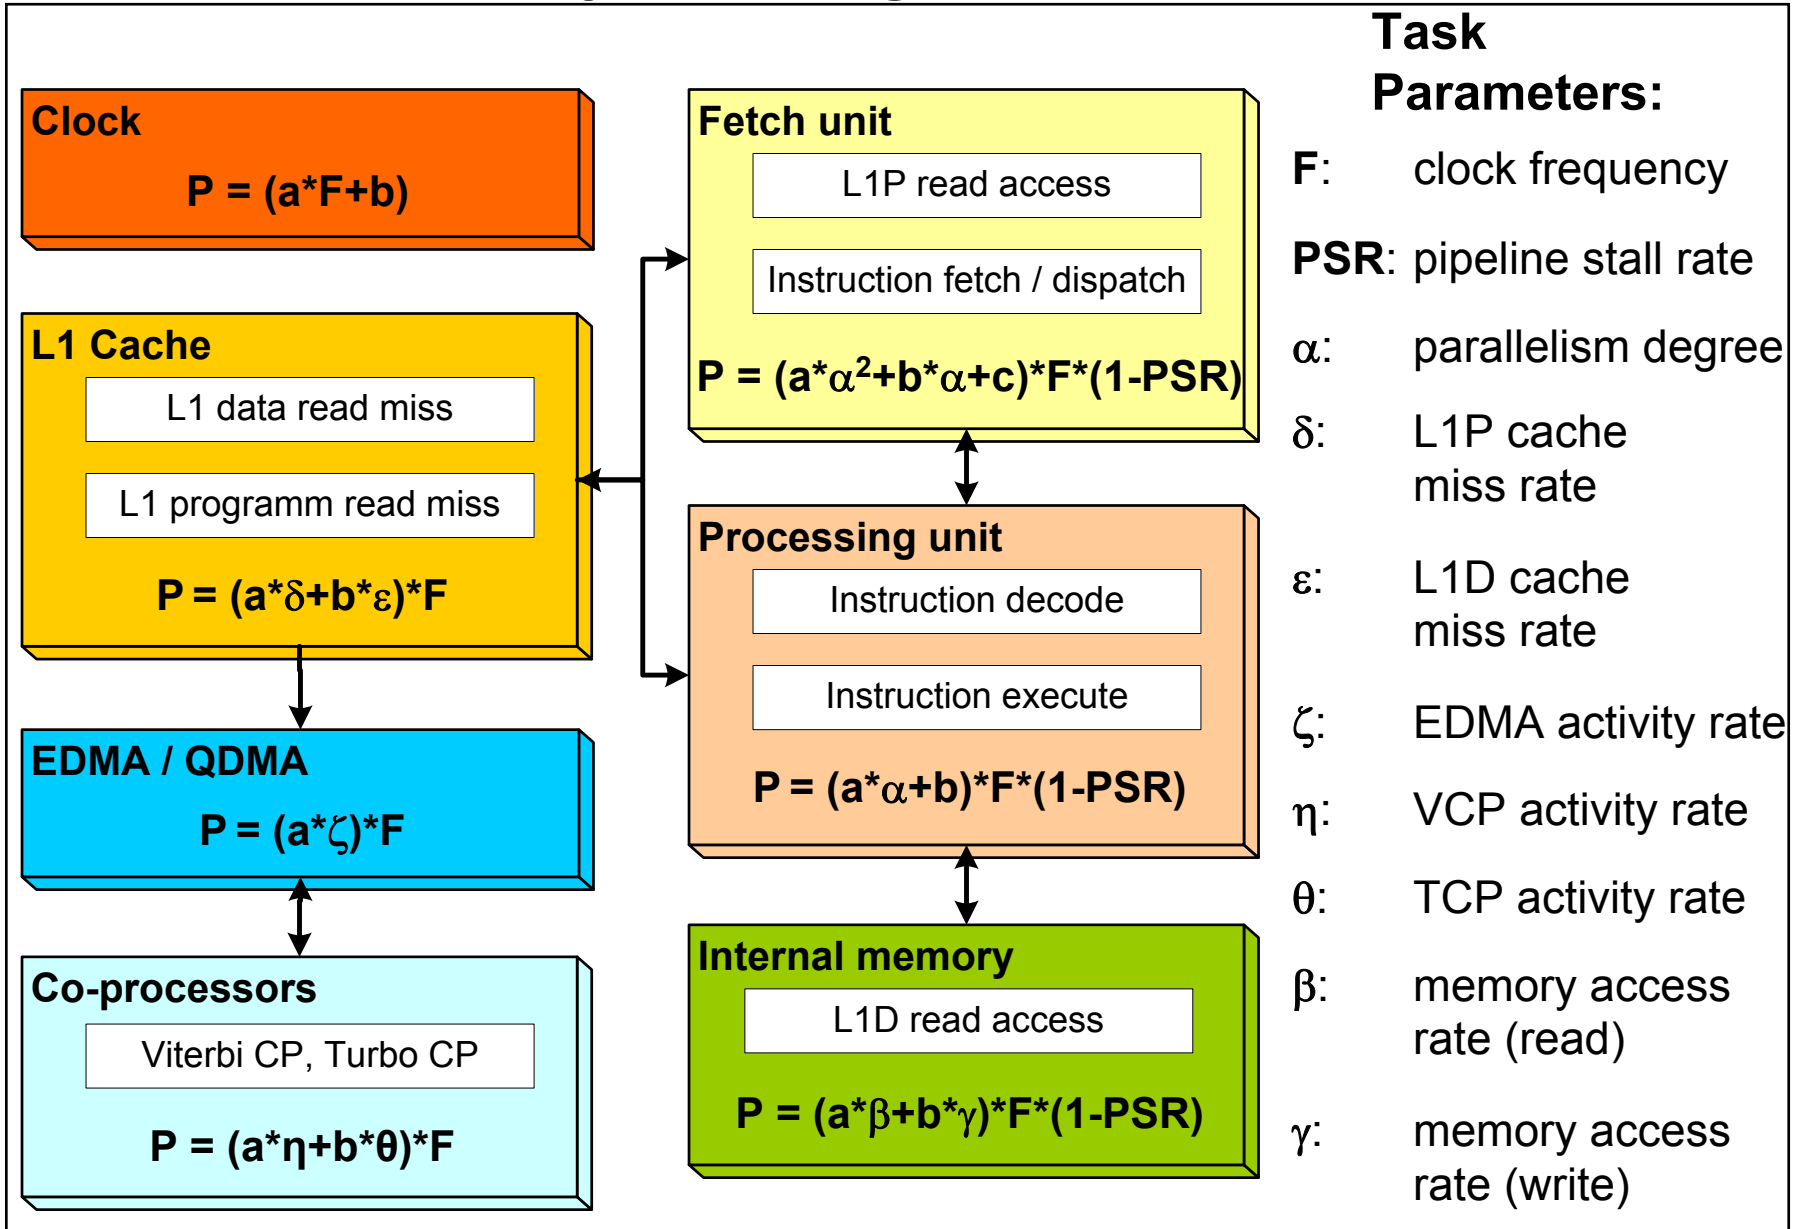 Clock
P = (a*F+b)
L1 Cache
L1 data read miss
L1 programm read miss
P = (a*δ+b*ε)*F
EDMA / QDMA
P = (a*ζ)*F
Co-processors
Viterbi CP, Turbo CP
P = (a*η+b*θ)*F
Fetch unit
L1P read access
Instruction fetch / dispatch
P = (a*α²+b*α+c)*F*(1-PSR)
Processing unit
Instruction decode
Instruction execute
P = (a*α+b)*F*(1-PSR)
Internal memory
L1D read access
P = (a*β+b*γ)*F*(1-PSR)
Task
Parameters:
F: clock frequency
PSR: pipeline stall rate
α: parallelism degree
δ: L1P cache
miss rate
ε: L1D cache
miss rate
ζ: EDMA activity rate
η: VCP activity rate
θ: TCP activity rate
β: memory access
rate (read)
γ: memory access
rate (write)